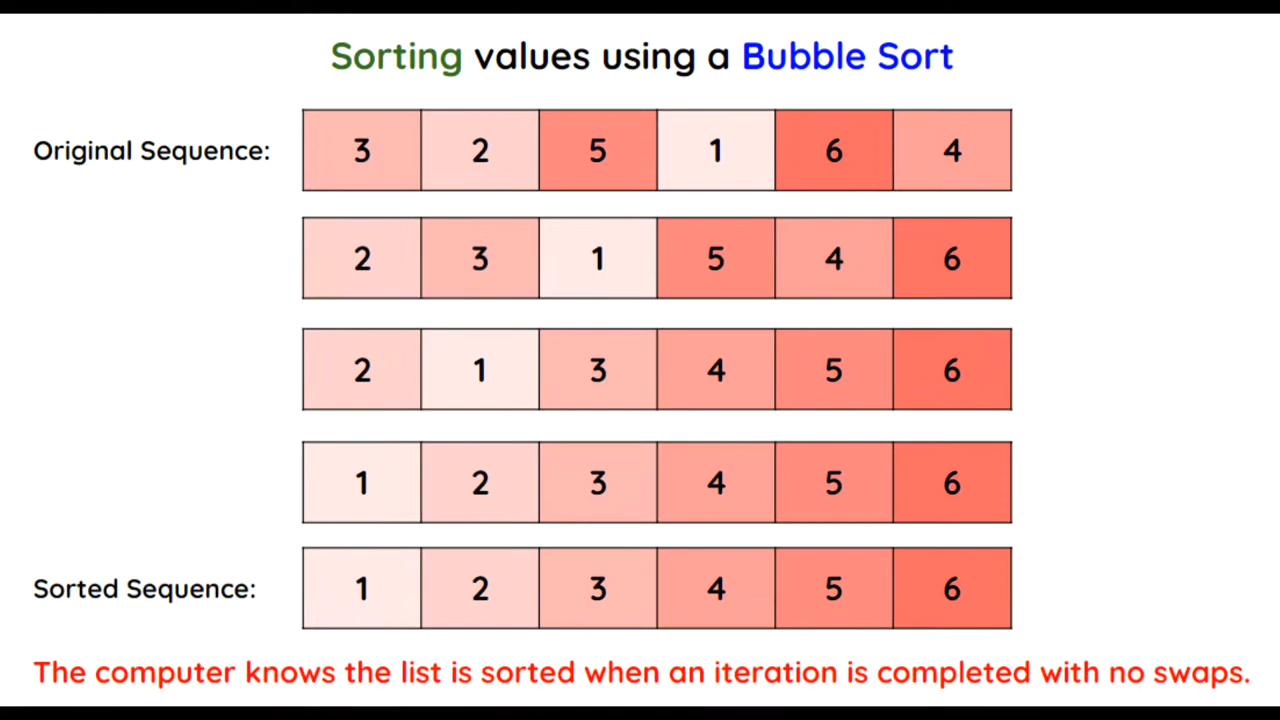 Sorting values using a Bubble Sort
Original Sequence: 3 2 5 1 6 4
2 3 1 5 4 6
2 1 3 4 5 6
1 2 3 4 5 6
Sorted Sequence: 1 2 3 4 5 6
The computer knows the list is sorted when an iteration is completed with no swaps.